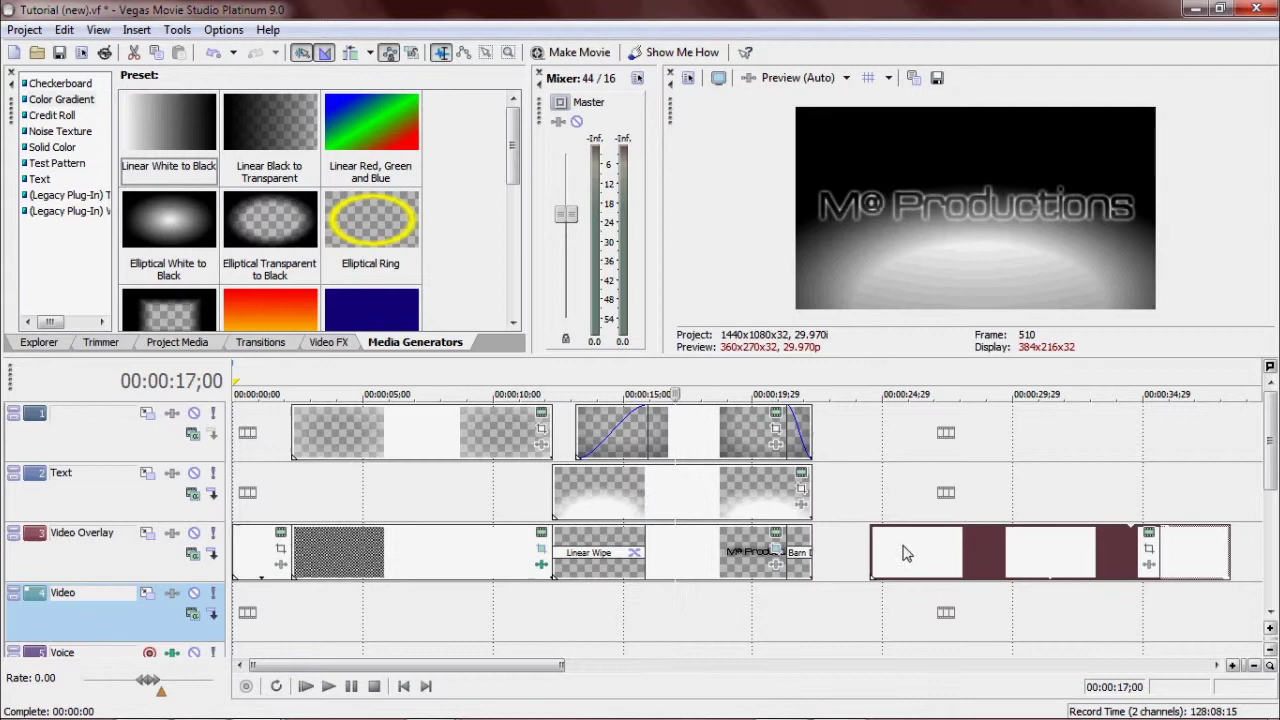 Tutorial (new).vf * - Vegas Movie Studio Platinum 9.0
Project Edit View Insert Tools Options Help
Make Movie Show Me How
Checkerboard
Color Gradient
Credit Roll
Noise Texture
Solid Color
Test Pattern
Text
(Legacy Plug-In) T
(Legacy Plug-In)
Preset:
Linear White to Black
Linear Black to Transparent
Linear Red, Green and Blue
Elliptical White to Black
Elliptical Transparent to Black
Elliptical Ring
Explorer Trimmer Project Media Transitions Video FX Media Generators
Mixer: 44 / 16
Master
-Inf. -Inf.
6
12
18
24
30
36
42
48
54
0.0 0.0
Preview (Auto)
M@ Productions
Project: 1440x1080x32, 29.970i
Preview: 360x270x32, 29.970p
Frame: 510
Display: 384x216x32
00:00:17;00
00:00:00:00 00:00:05;00 00:00:10;00 00:00:15;00 00:00:19;29 00:00:24;29 00:00:29;29 00:00:34;29
1
2 Text
3 Video Overlay
Linear Wipe
Barn D
4 Video
5 Voice
Rate: 0.00
00:00:17;00
Complete: 00:00:00
Record Time (2 channels): 128:08:15